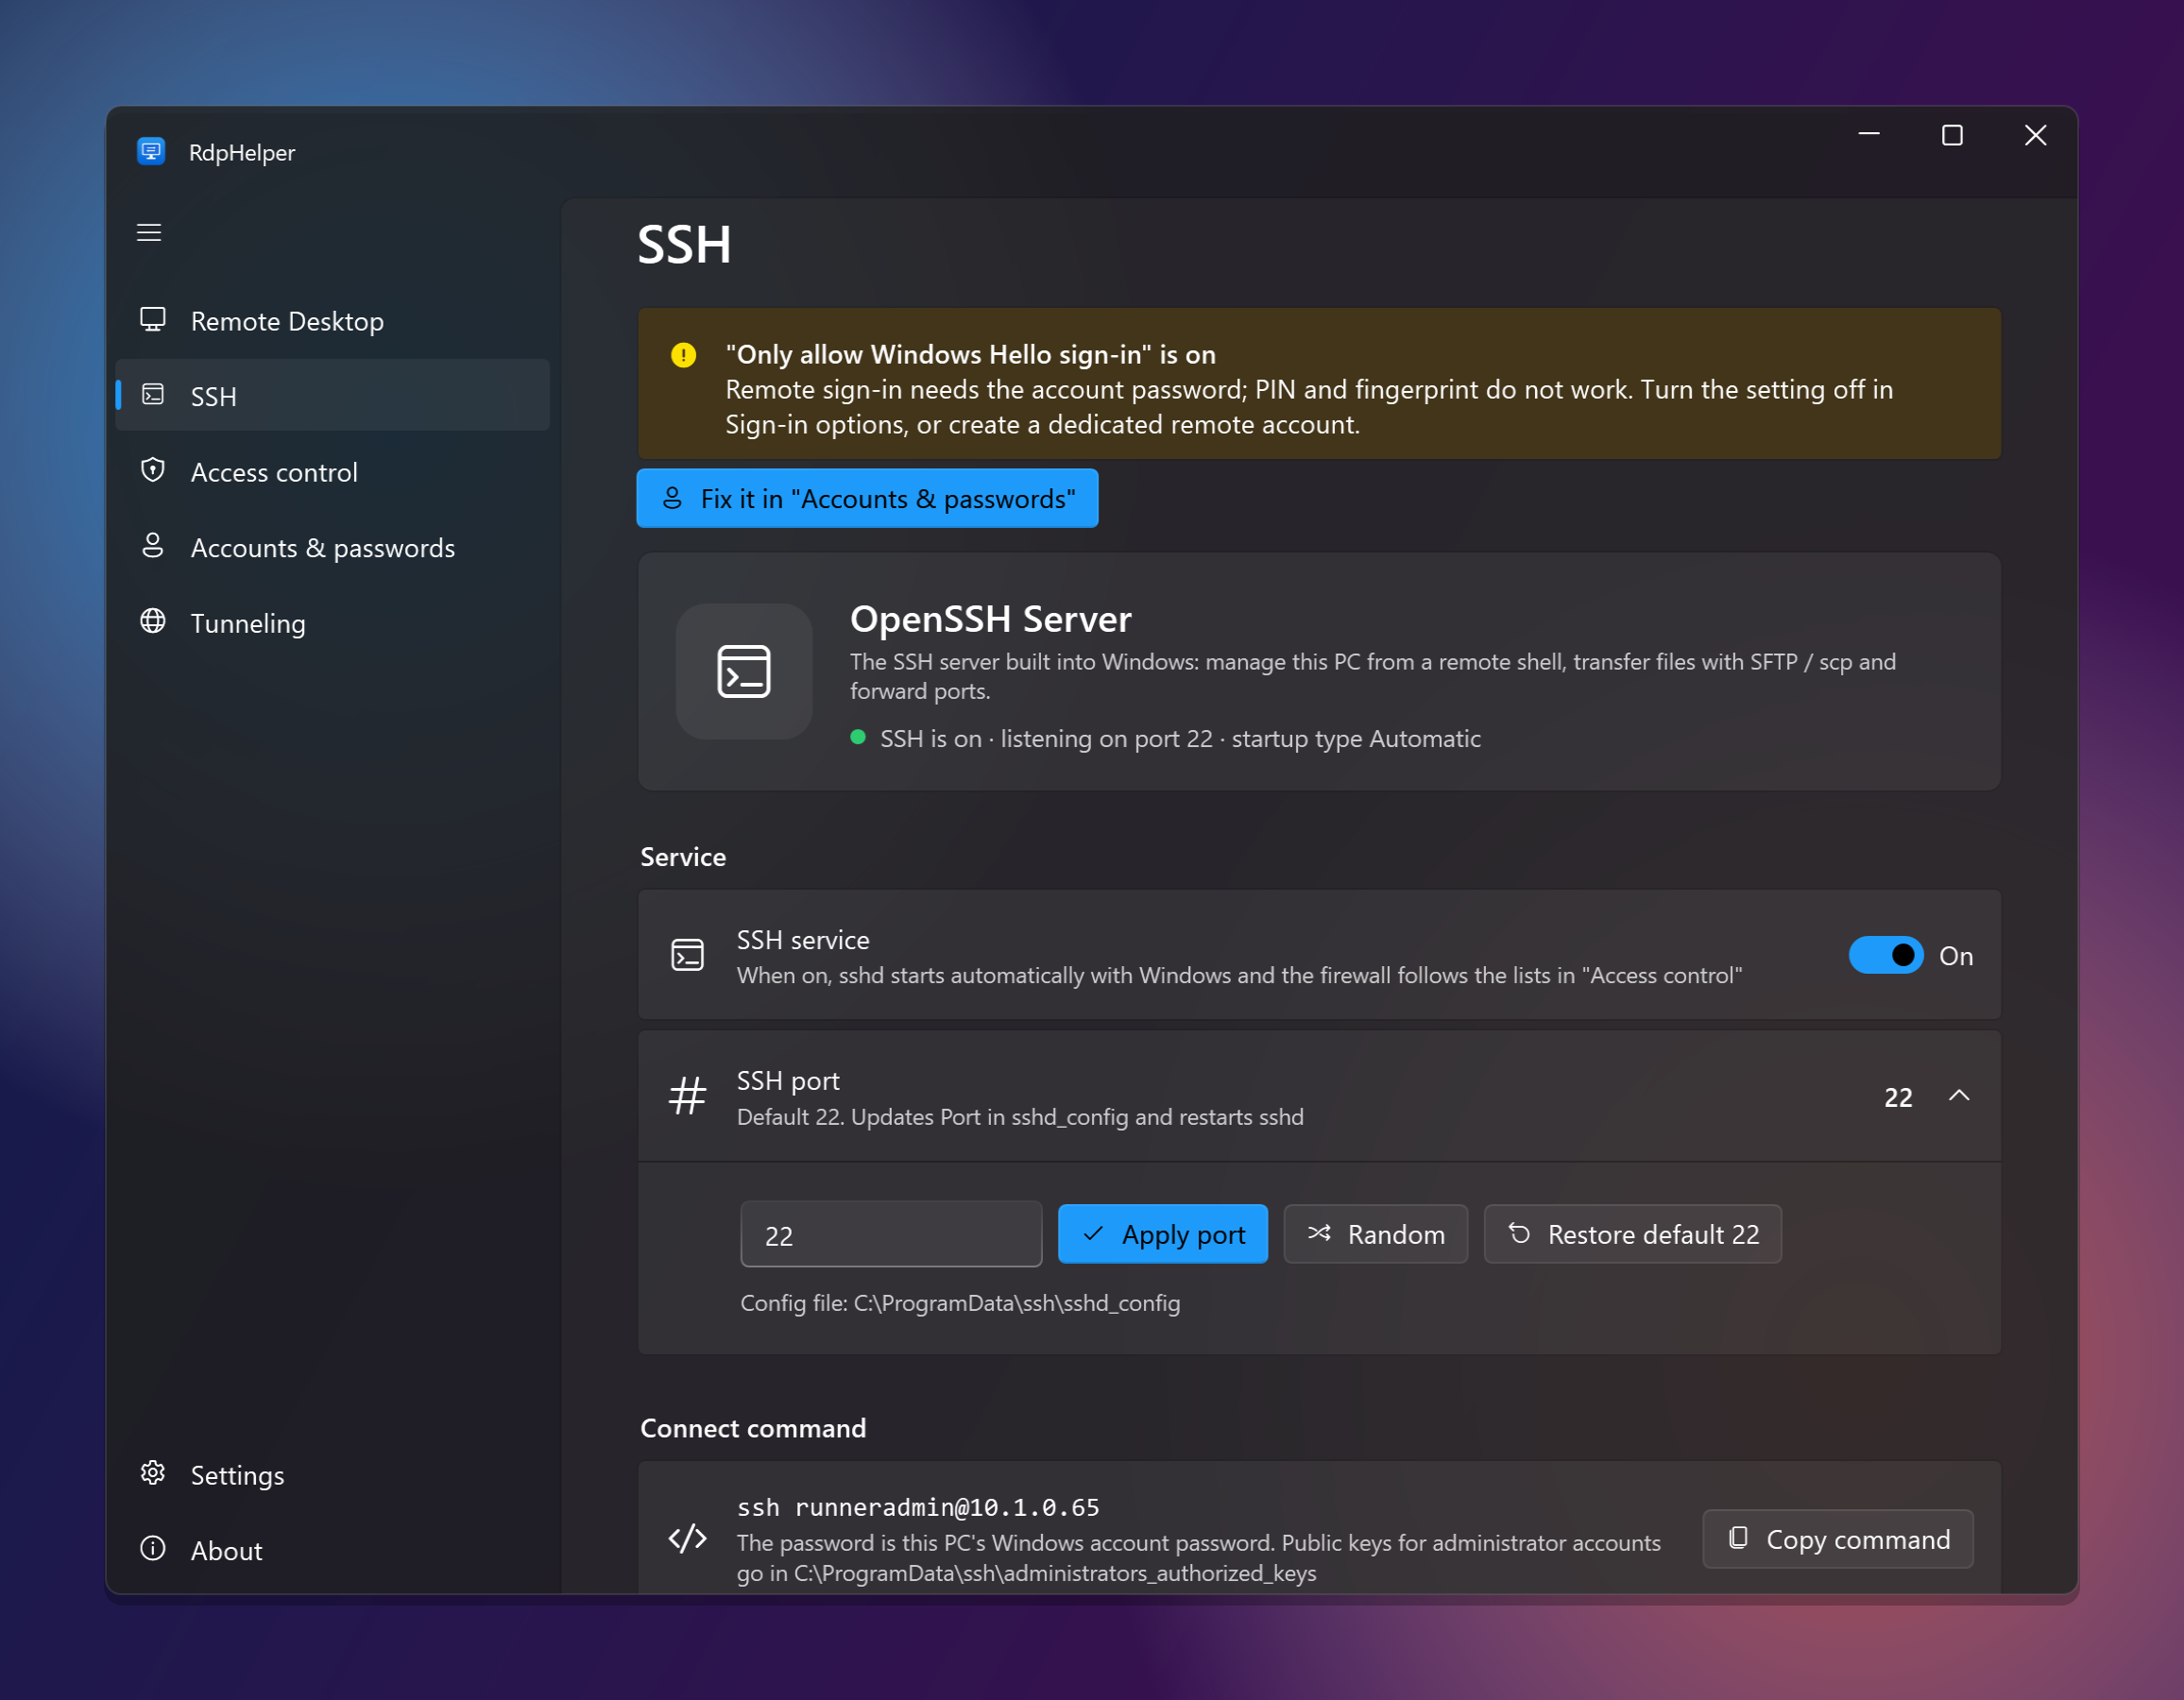 RdpHelper
Remote Desktop
SSH
Access control
Accounts & passwords
Tunneling
Settings
About
SSH
"Only allow Windows Hello sign-in" is on
Remote sign-in needs the account password; PIN and fingerprint do not work. Turn the setting off in
Sign-in options, or create a dedicated remote account.
Fix it in "Accounts & passwords"
OpenSSH Server
The SSH server built into Windows: manage this PC from a remote shell, transfer files with SFTP / scp and
forward ports.
SSH is on · listening on port 22 · startup type Automatic
Service
SSH service
When on, sshd starts automatically with Windows and the firewall follows the lists in "Access control"
On
SSH port
Default 22. Updates Port in sshd_config and restarts sshd
22
22
Apply port
Random
Restore default 22
Config file: C:\ProgramData\ssh\sshd_config
Connect command
ssh runneradmin@10.1.0.65
The password is this PC's Windows account password. Public keys for administrator accounts
go in C:\ProgramData\ssh\administrators_authorized_keys
Copy command